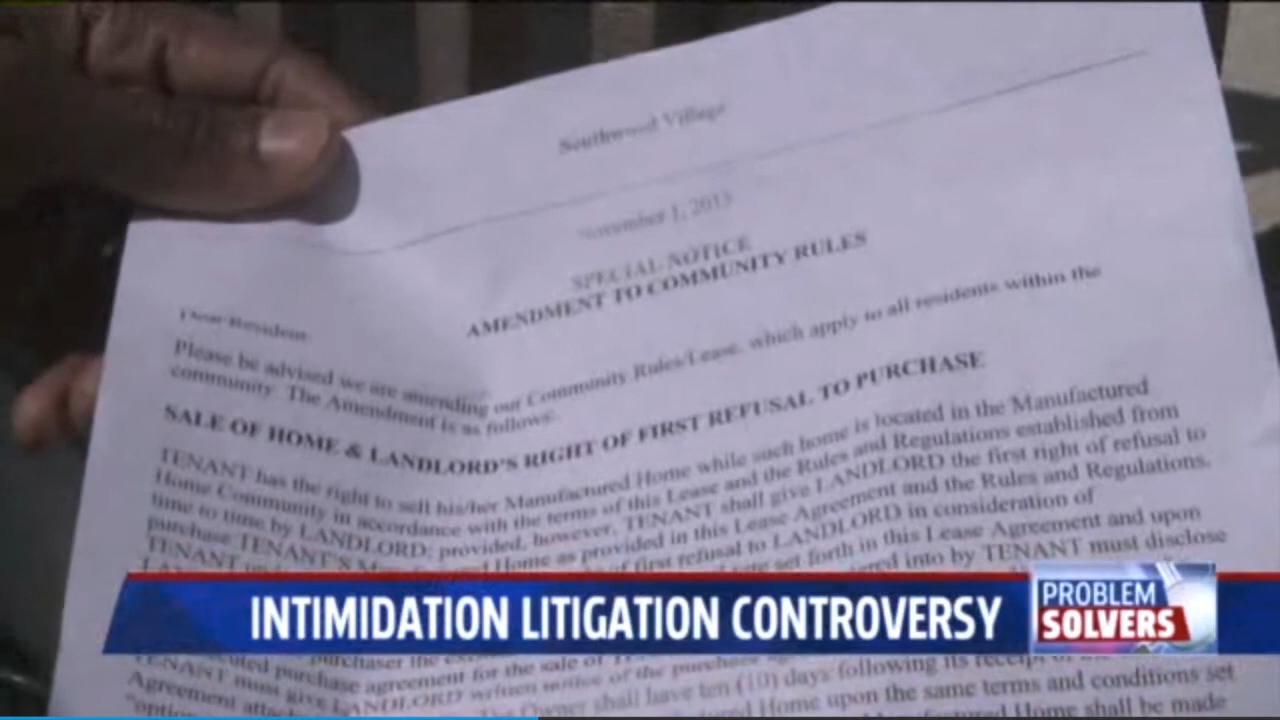 Southwood Village
November 1, 2013
SPECIAL NOTICE
AMENDMENT TO COMMUNITY RULES
Dear Resident
Please be advised we are amending our Community Rules/Lease, which apply to all residents within the
community. The Amendment is as follows:
SALE OF HOME & LANDLORD'S RIGHT OF FIRST REFUSAL TO PURCHASE
TENANT has the right to sell his/her Manufactured Home while such home is located in the Manufactured
Home Community in accordance with the terms of this Lease and the Rules and Regulations established from
time to time by LANDLORD; provided, however, TENANT shall give LANDLORD the first right of refusal to
purchase TENANT'S Home as provided in this Lease Agreement and the Rules and Regulations.
TENANT of first refusal to LANDLORD in consideration of
set forth in this Lease Agreement and upon
into by TENANT must disclose
INTIMIDATION LITIGATION CONTROVERSY
PROBLEM
SOLVERS
purchaser the
purchase agreement for the sale of
TENANT must give LANDLORD written notice of the purchase
Agreement The Owner shall have ten (10) days following its receipt
Home upon the same terms and conditions set
Home shall be made